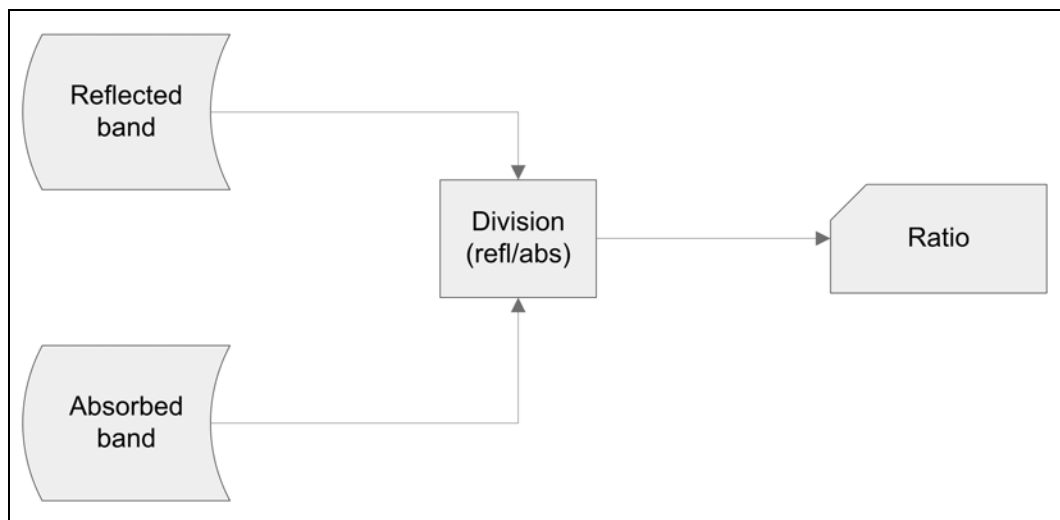 Reflected
band
Division
(refl/abs)
Ratio
Absorbed
band